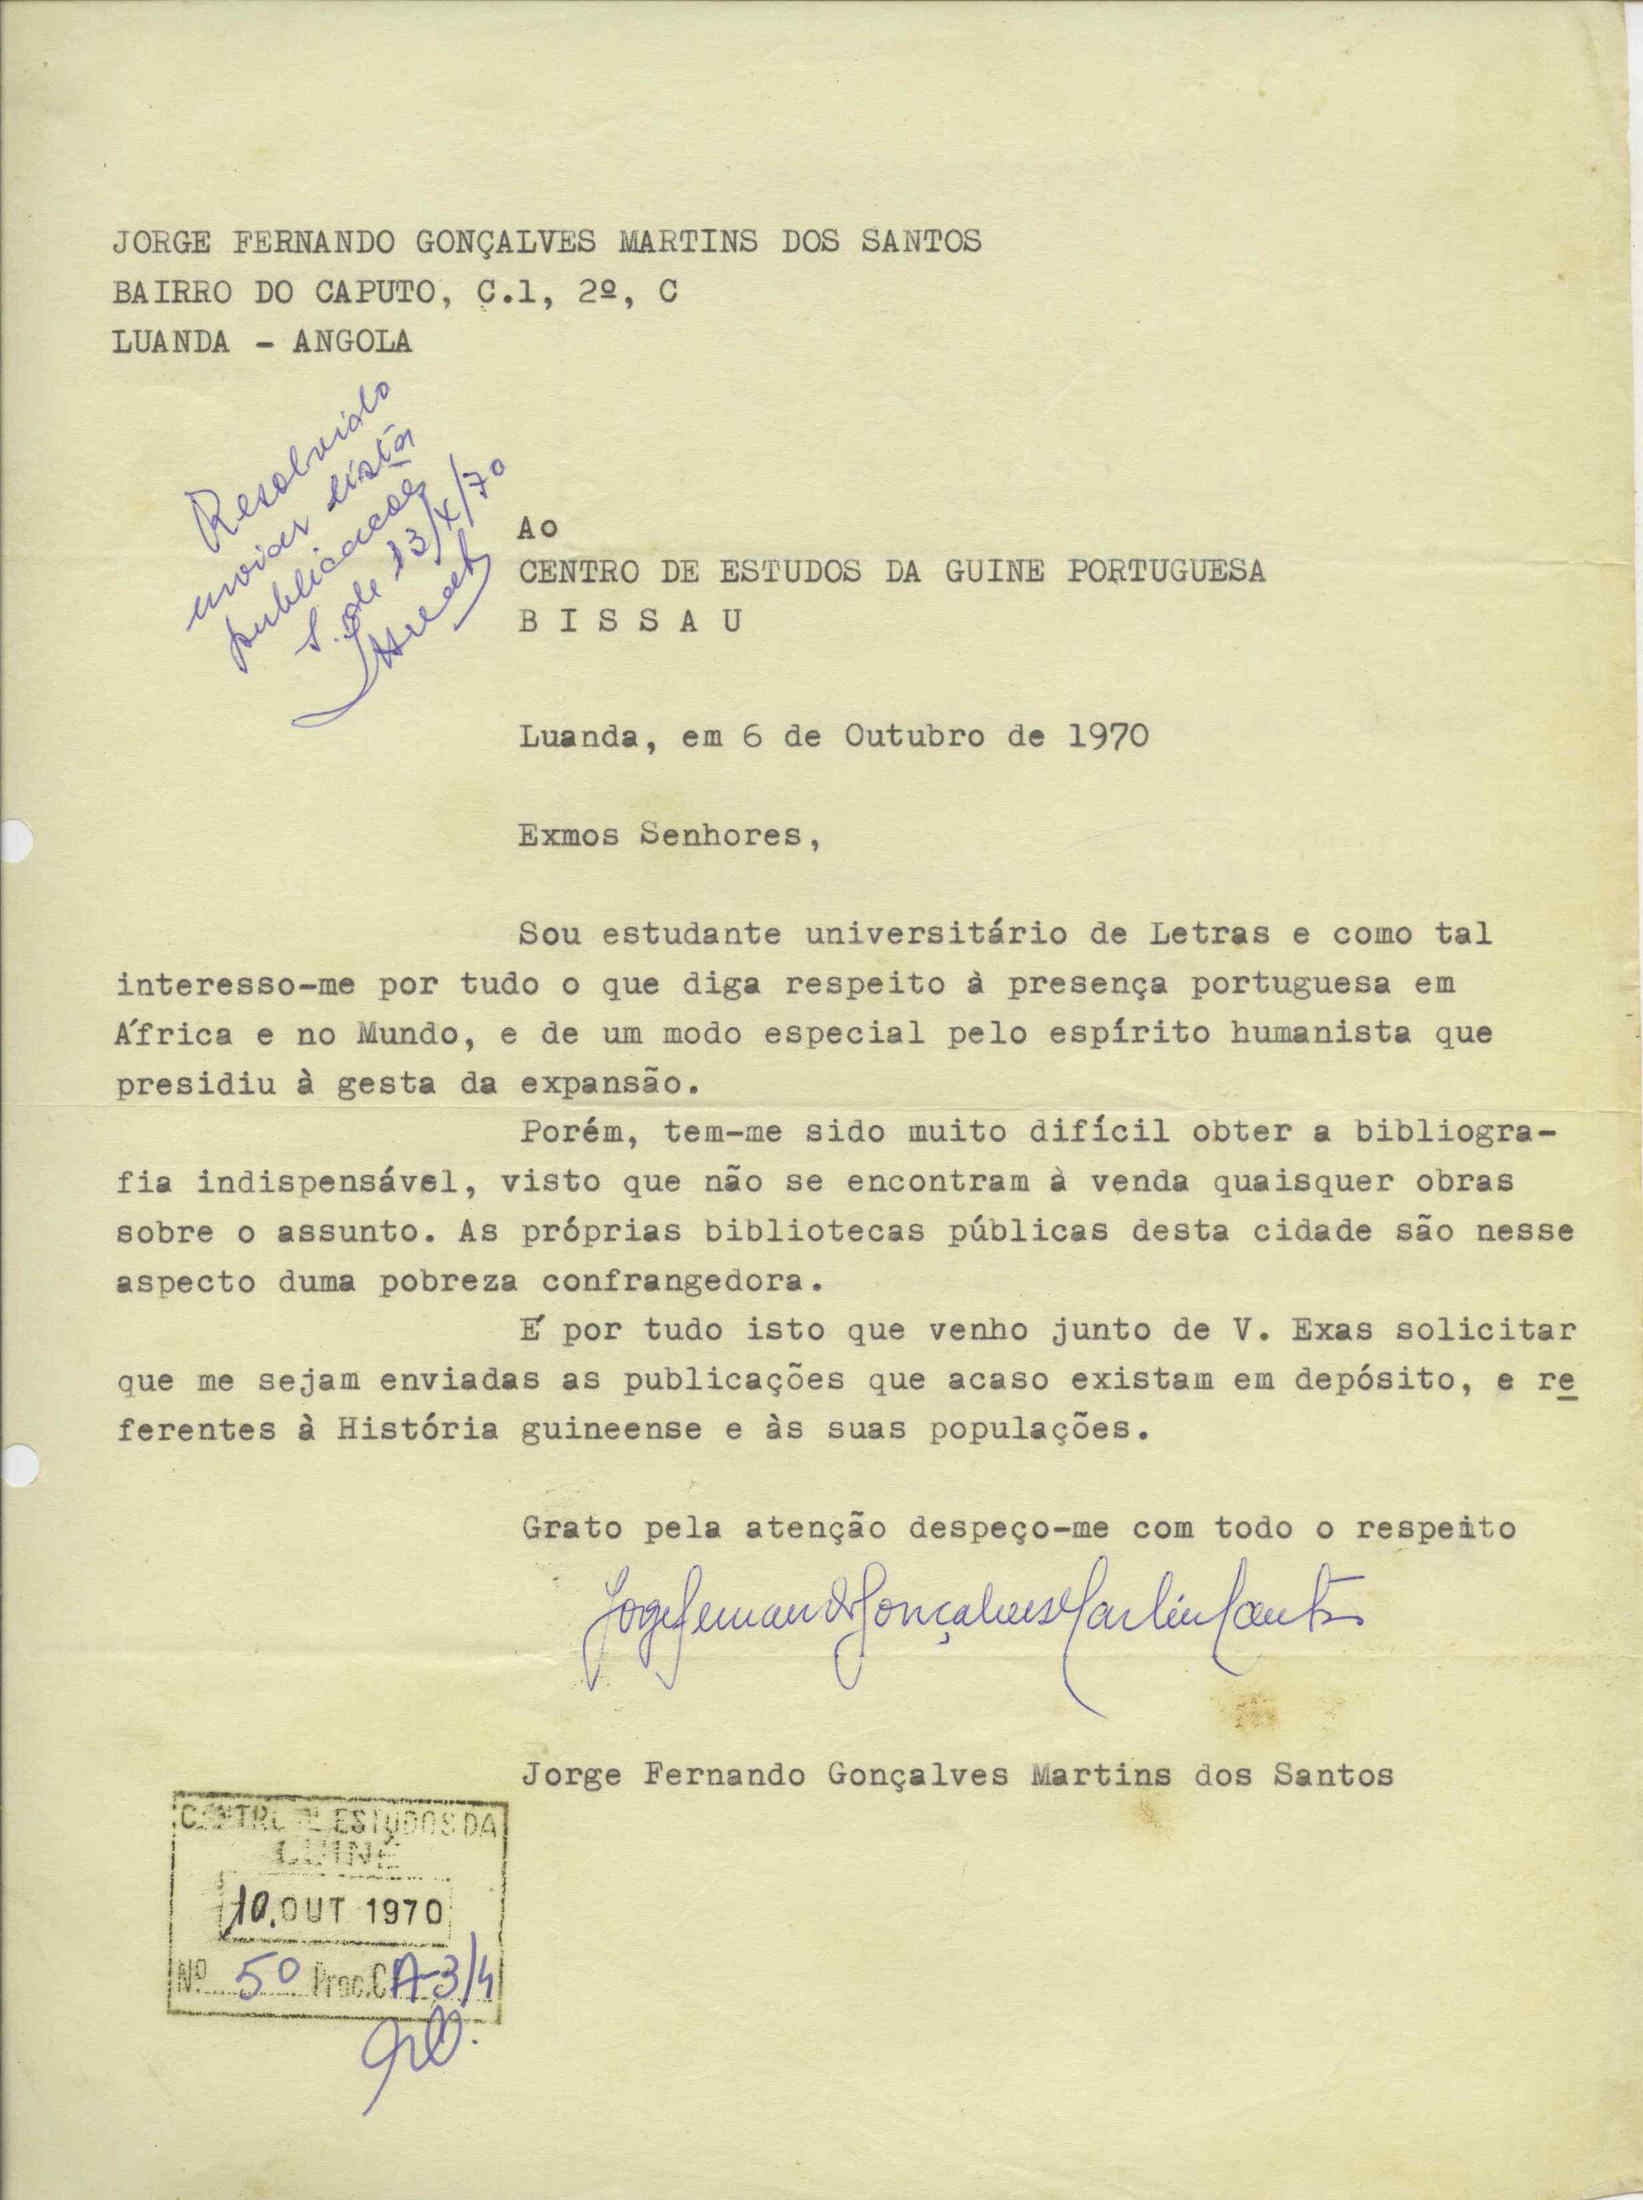 JORGE FERNANDO GONÇALVES MARTINS DOS SANTOS
BAIRRO DO CAPUTO, C.1, 2º, C
LUANDA - ANGOLA
Resolvido
enviar lista
publicações
S. de 13/X/70
Ao
CENTRO DE ESTUDOS DA GUINE PORTUGUESA
B I S S A U
Luanda, em 6 de Outubro de 1970
Exmos Senhores,
Sou estudante universitário de Letras e como tal
interesso-me por tudo o que diga respeito à presença portuguesa em
África e no Mundo, e de um modo especial pelo espírito humanista que
presidiu à gesta da expansão.
Porém, tem-me sido muito difícil obter a bibliogra-
fia indispensável, visto que não se encontram à venda quaisquer obras
sobre o assunto. As próprias bibliotecas públicas desta cidade são nesse
aspecto duma pobreza confrangedora.
É por tudo isto que venho junto de V. Exas solicitar
que me sejam enviadas as publicações que acaso existam em depósito, e re
ferentes à História guineense e às suas populações.
Grato pela atenção despeço-me com todo o respeito
Jorge Fernando Gonçalves Martins Santos
Jorge Fernando Gonçalves Martins dos Santos
CENTRO DE ESTUDOS DA
GUINÉ
10.OUT 1970
Nº 50 Proc.C A-3/4